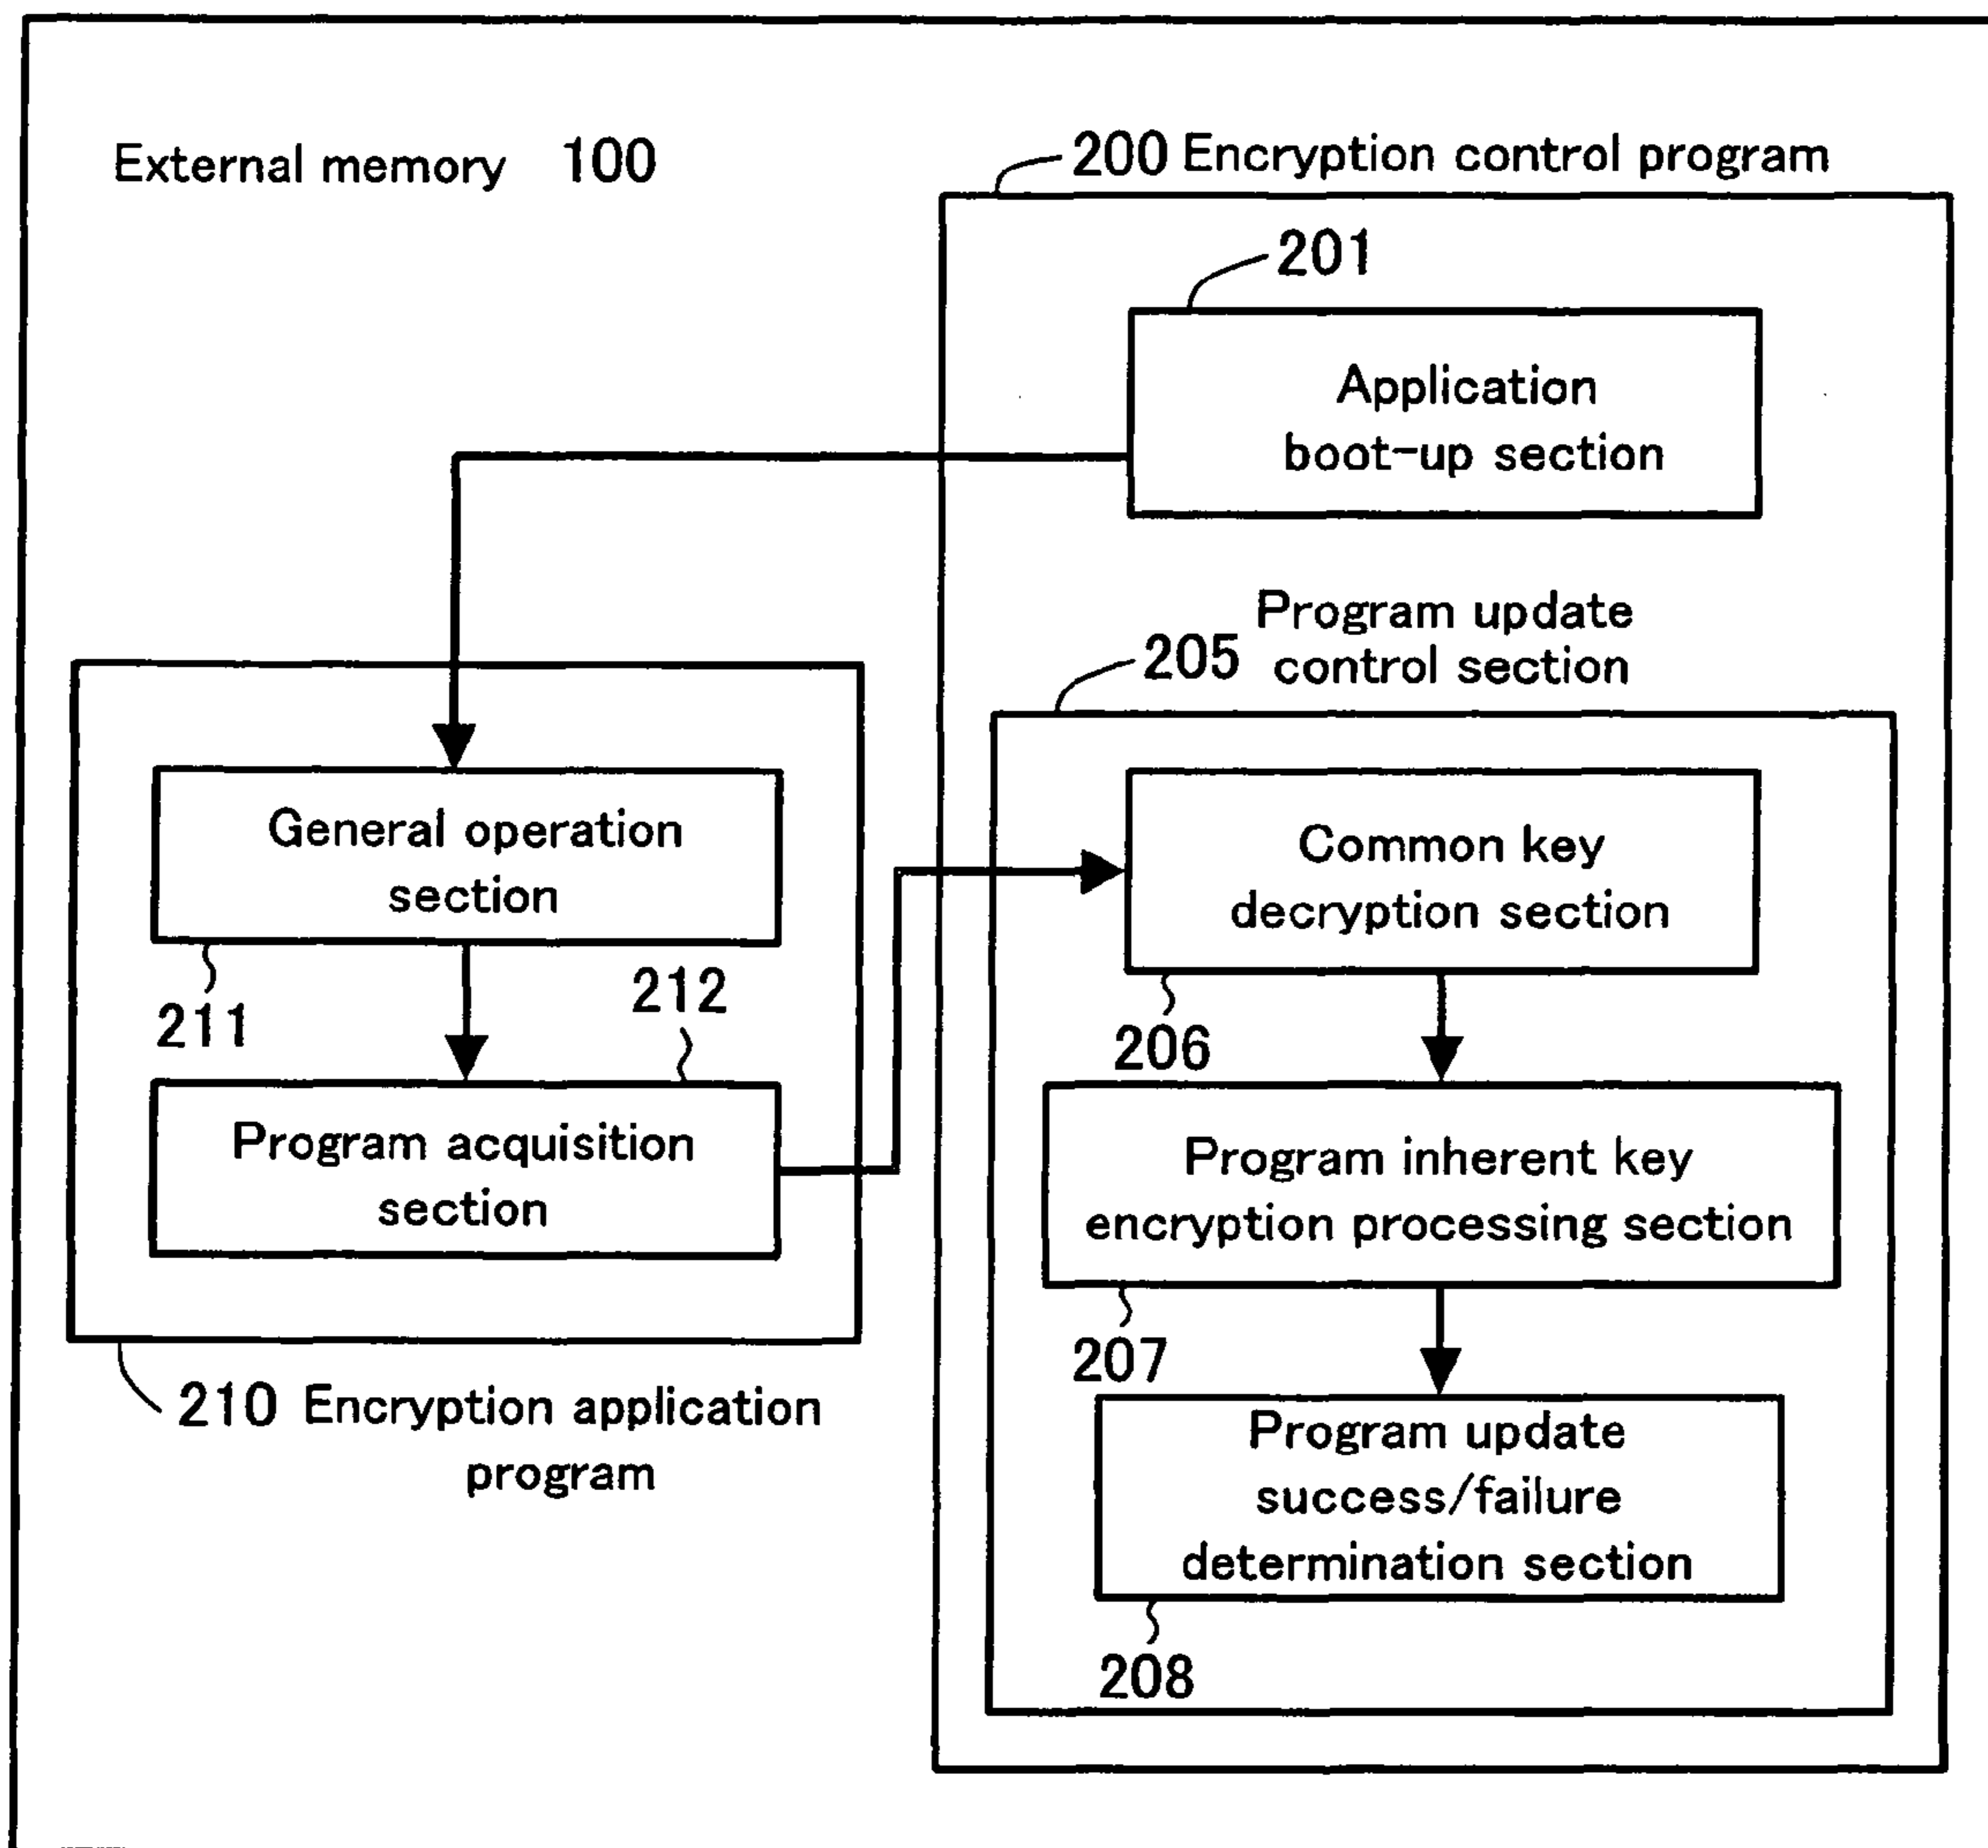 External memory 100
200 Encryption control program
201
Application
boot-up section
Program update
205 control section
General operation
section
211
212
Program acquisition
section
210 Encryption application
program
Common key
decryption section
206
Program inherent key
encryption processing section
207
Program update
success/failure
determination section
208